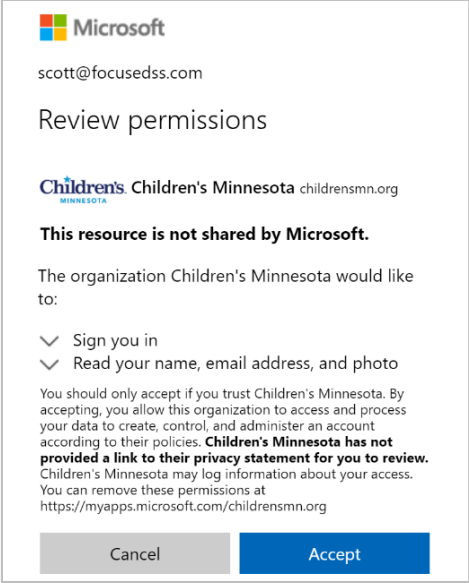 Microsoft
scott@focusedss.com
Review permissions
Children's MINNESOTA Children's Minnesota childrensmn.org
This resource is not shared by Microsoft.
The organization Children's Minnesota would like
to:
Sign you in
Read your name, email address, and photo
You should only accept if you trust Children's Minnesota. By
accepting, you allow this organization to access and process
your data to create, control, and administer an account
according to their policies. Children's Minnesota has not
provided a link to their privacy statement for you to review.
Children's Minnesota may log information about your access.
You can remove these permissions at
https://myapps.microsoft.com/childrensmn.org
Cancel Accept